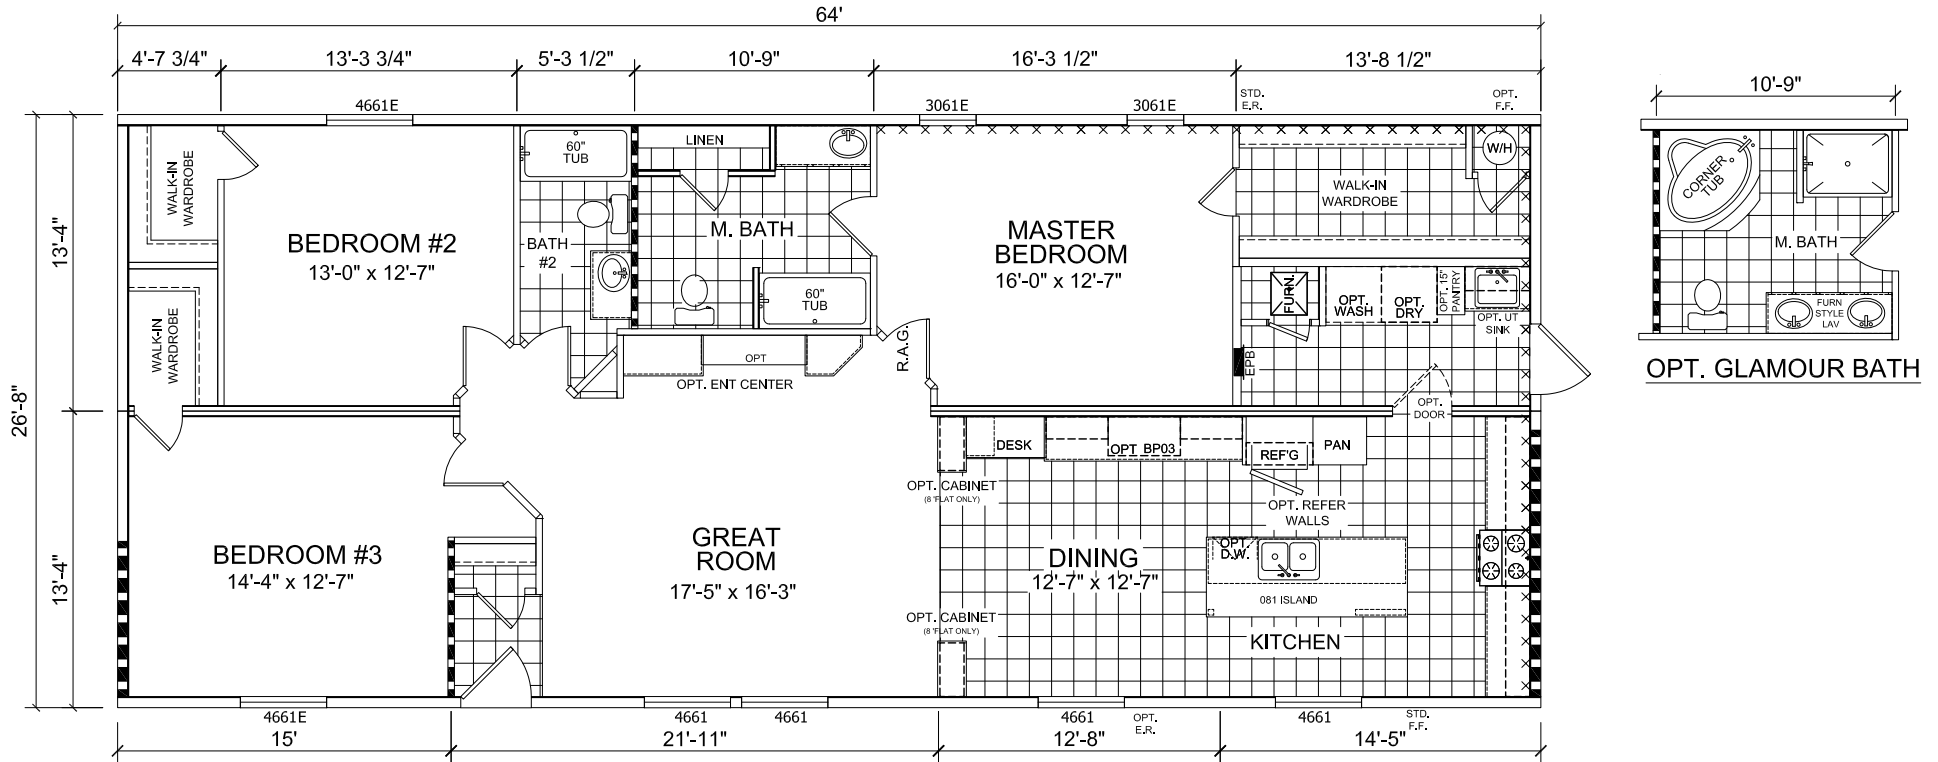 64'
4'-7 3/4"
13'-3 3/4"
5'-3 1/2"
10'-9"
16'-3 1/2"
13'-8 1/2"
4661E
3061E
3061E
STD.
E.R.
OPT.
F.F.
26'-8"
13'-4"
13'-4"
WALK-IN
WARDROBE
BEDROOM #2
13'-0" x 12'-7"
60"
TUB
BATH
#2
LINEN
M. BATH
60"
TUB
MASTER
BEDROOM
16'-0" x 12'-7"
WALK-IN
WARDROBE
W/H
WALK-IN
WARDROBE
OPT
OPT. ENT CENTER
R.A.G.
FURN.
OPT.
WASH
OPT.
DRY
OPT. 15"
PANTRY
OPT. UT
SINK
EPB
OPT.
DOOR
DESK
OPT BP03
REF'G
PAN
OPT. CABINET
(8 'FLAT ONLY)
OPT. REFER
WALLS
BEDROOM #3
14'-4" x 12'-7"
GREAT
ROOM
17'-5" x 16'-3"
DINING
12'-7" x 12'-7"
OPT.
D.W.
081 ISLAND
OPT. CABINET
(8 'FLAT ONLY)
KITCHEN
4661E
4661
4661
4661
OPT.
E.R.
4661
STD.
F.F.
15'
21'-11"
12'-8"
14'-5"
10'-9"
CORNER
TUB
M. BATH
FURN
STYLE
LAV
OPT. GLAMOUR BATH